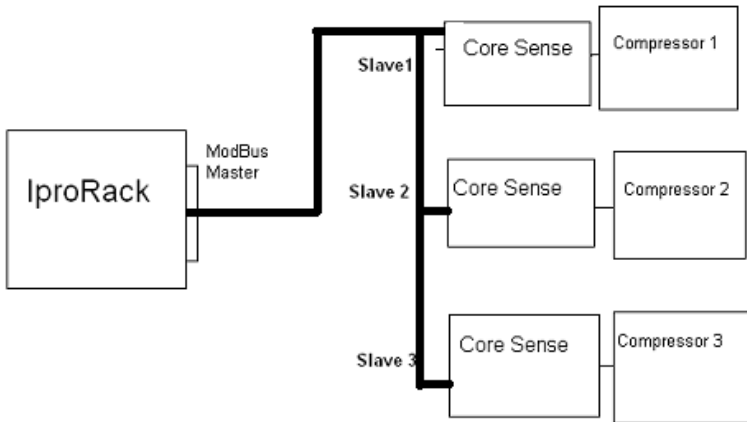 Core Sense
Compressor 1
Slave1
ModBus
Master
IproRack
Slave 2
Core Sense
Compressor 2
Slave 3
Core Sense
Compressor 3